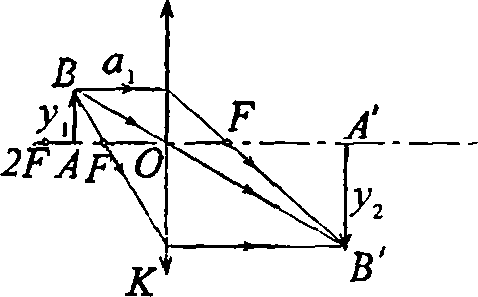 B a₁
y₁ F A'
2F A F O
y₂
K B'